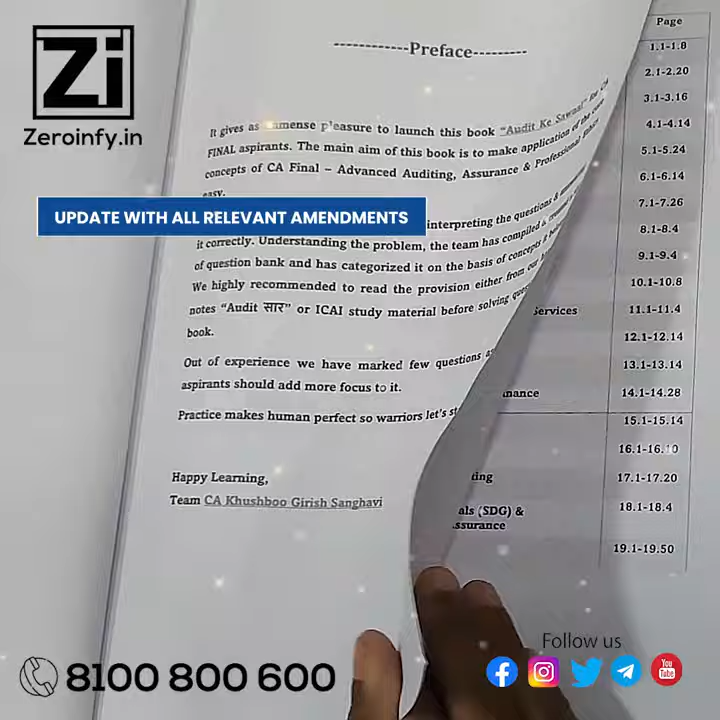 Zi
Zeroinfy.in
-----------Preface--------
It gives as immense pleasure to launch this book "Audit Ke Sawaal" for CA
FINAL aspirants. The main aim of this book is to make application of the core
concepts of CA Final – Advanced Auditing, Assurance & Professional Ethics
easy.
UPDATE WITH ALL RELEVANT AMENDMENTS
interpreting the questions &
it correctly. Understanding the problem, the team has compiled &
of question bank and has categorized it on the basis of concepts it
We highly recommended to read the provision either from our
notes "Audit सार" or ICAI study material before solving
book.
Out of experience we have marked few questions
aspirants should add more focus to it.
Practice makes human perfect so warriors let's
Happy Learning,
Team CA Khushboo Girish Sanghavi
Page
1.1-1.8
2.1-2.20
3.1-3.16
4.1-4.14
5.1-5.24
6.1-6.14
7.1-7.26
8.1-8.4
9.1-9.4
10.1-10.8
Services 11.1-11.4
12.1-12.14
13.1-13.14
14.1-14.28
15.1-15.14
16.1-16.10
17.1-17.20
(SDG) & 18.1-18.4
19.1-19.50
8100 800 600
Follow us
You
Tube